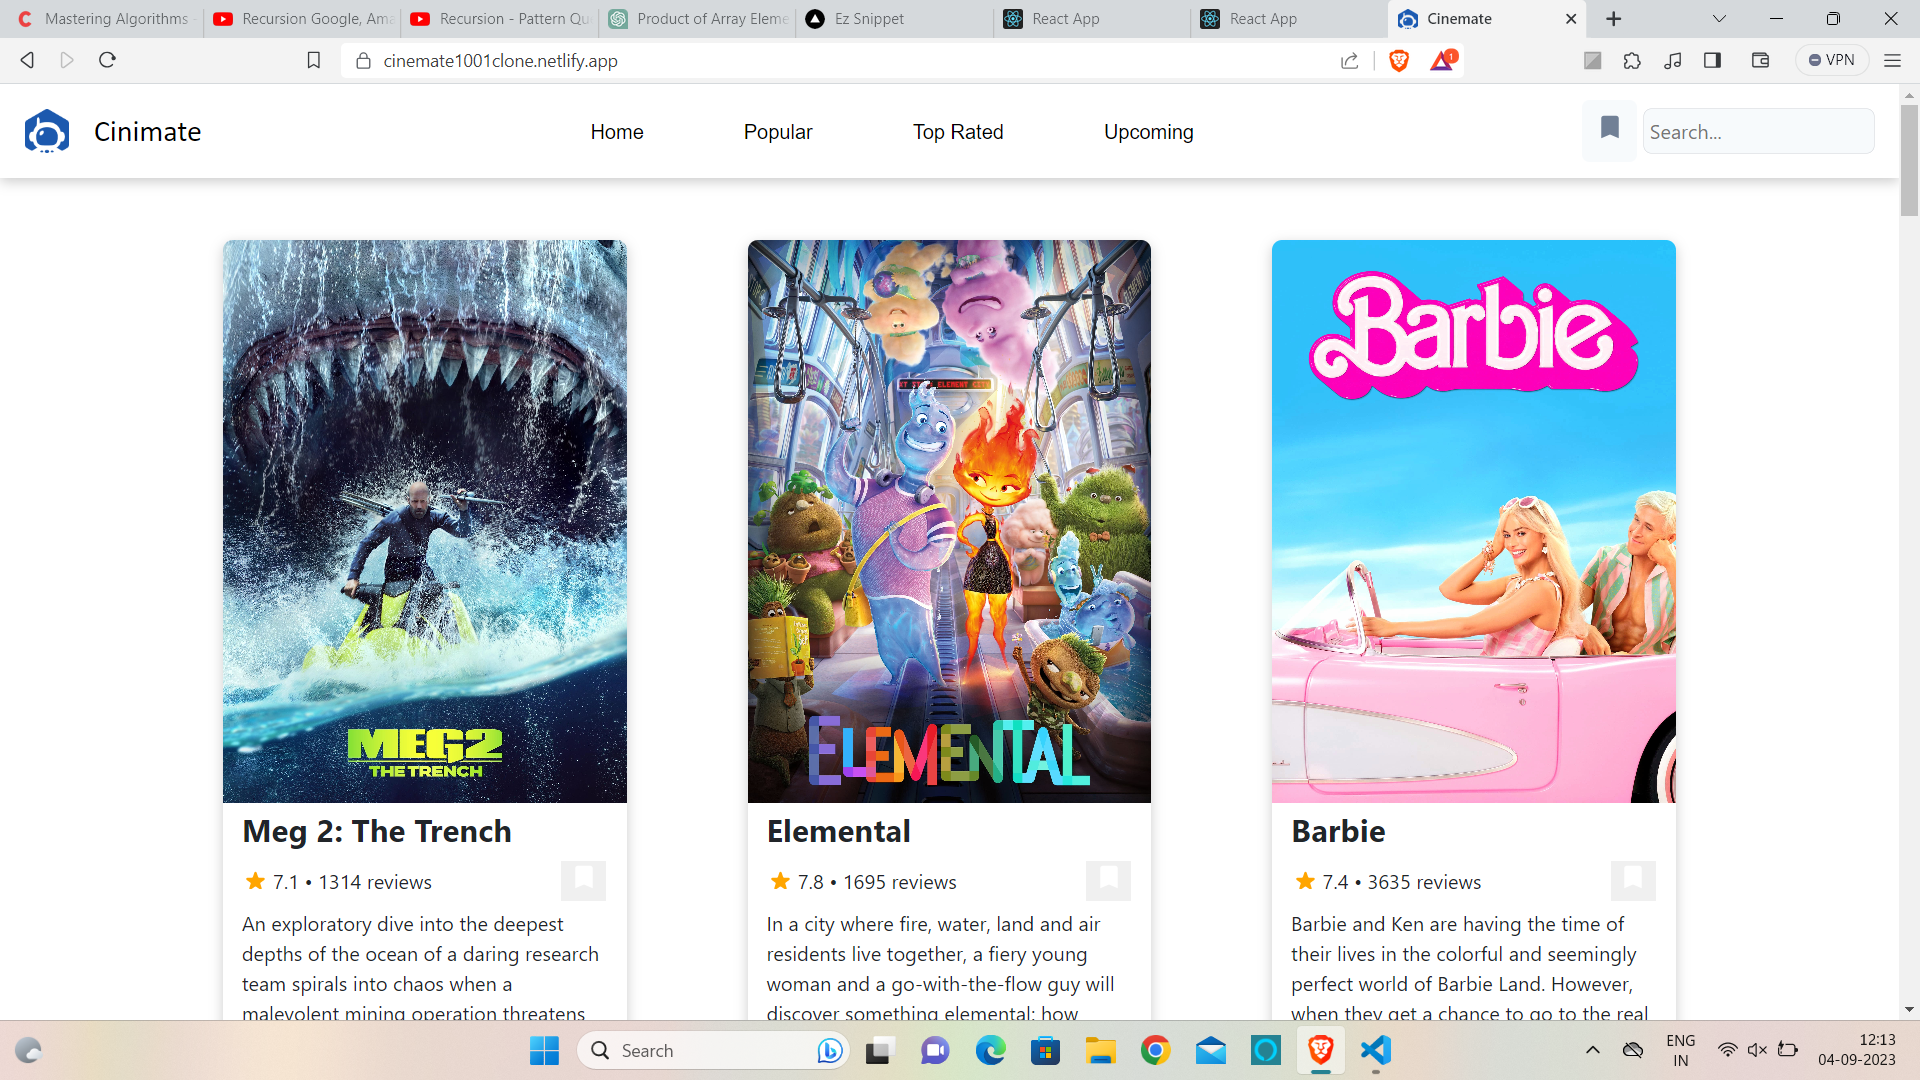 Mastering Algorithms
Recursion Google, Ama
Recursion - Pattern Qu
Product of Array Eleme
Ez Snippet
React App
React App
Cinemate
cinemate1001clone.netlify.app
1
VPN
Cinimate
Home
Popular
Top Rated
Upcoming
Search...
ELEMENT CITY
MEG2
THE TRENCH
ELEMENTAL
Barbie
Meg 2: The Trench
7.1 • 1314 reviews
An exploratory dive into the deepest
depths of the ocean of a daring research
team spirals into chaos when a
malevolent mining operation threatens
Elemental
7.8 • 1695 reviews
In a city where fire, water, land and air
residents live together, a fiery young
woman and a go-with-the-flow guy will
discover something elemental: how
Barbie
7.4 • 3635 reviews
Barbie and Ken are having the time of
their lives in the colorful and seemingly
perfect world of Barbie Land. However,
when they get a chance to go to the real
Search
ENG
IN
12:13
04-09-2023